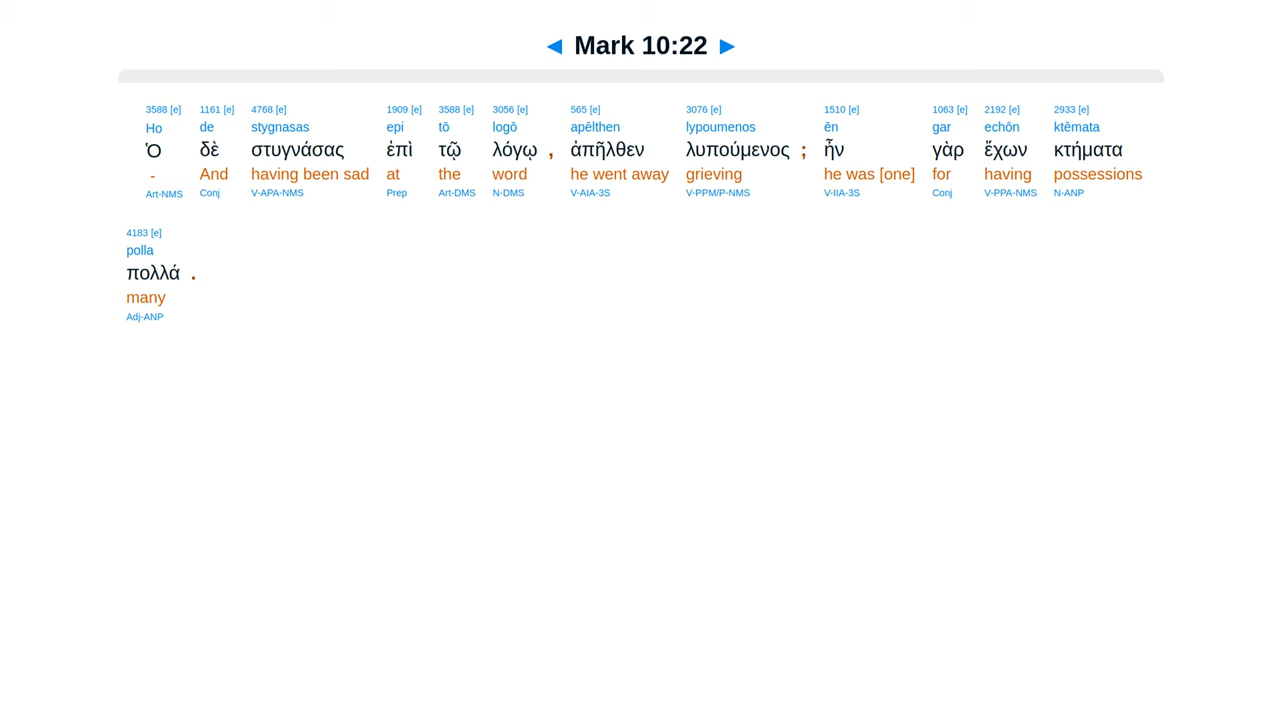 ◄ Mark 10:22 ►
3588 [e] 1161 [e] 4768 [e] 1909 [e] 3588 [e] 3056 [e] 565 [e] 3076 [e] 1510 [e] 1063 [e] 2192 [e] 2933 [e]
Ho de stygnasas epi tō logō apēlthen lypoumenos ēn gar echōn ktēmata
Ὁ δὲ στυγνάσας ἐπὶ τῷ λόγῳ , ἀπῆλθεν λυπούμενος ; ἦν γὰρ ἔχων κτήματα
- And having been sad at the word he went away grieving he was [one] for having possessions
Art-NMS Conj V-APA-NMS Prep Art-DMS N-DMS V-AIA-3S V-PPM/P-NMS V-IIA-3S Conj V-PPA-NMS N-ANP
4183 [e]
polla
πολλά .
many
Adj-ANP